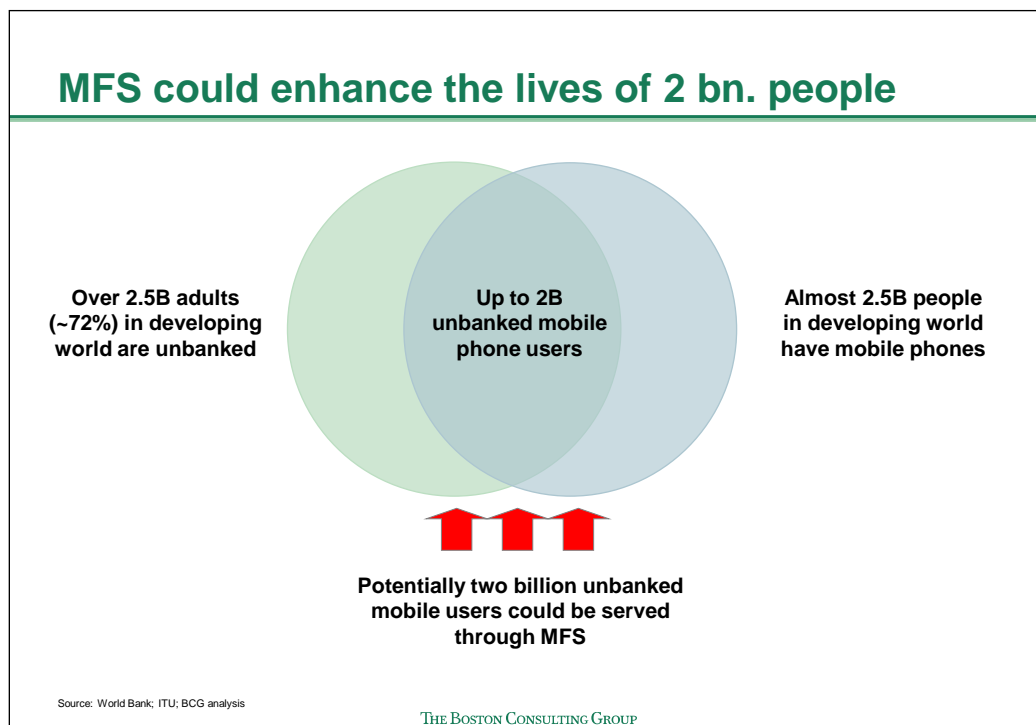 MFS could enhance the lives of 2 bn. people
Over 2.5B adults
(~72%) in developing
world are unbanked
Up to 2B
unbanked mobile
phone users
Almost 2.5B people
in developing world
have mobile phones
Potentially two billion unbanked
mobile users could be served
through MFS
Source: World Bank; ITU; BCG analysis
THE BOSTON CONSULTING GROUP